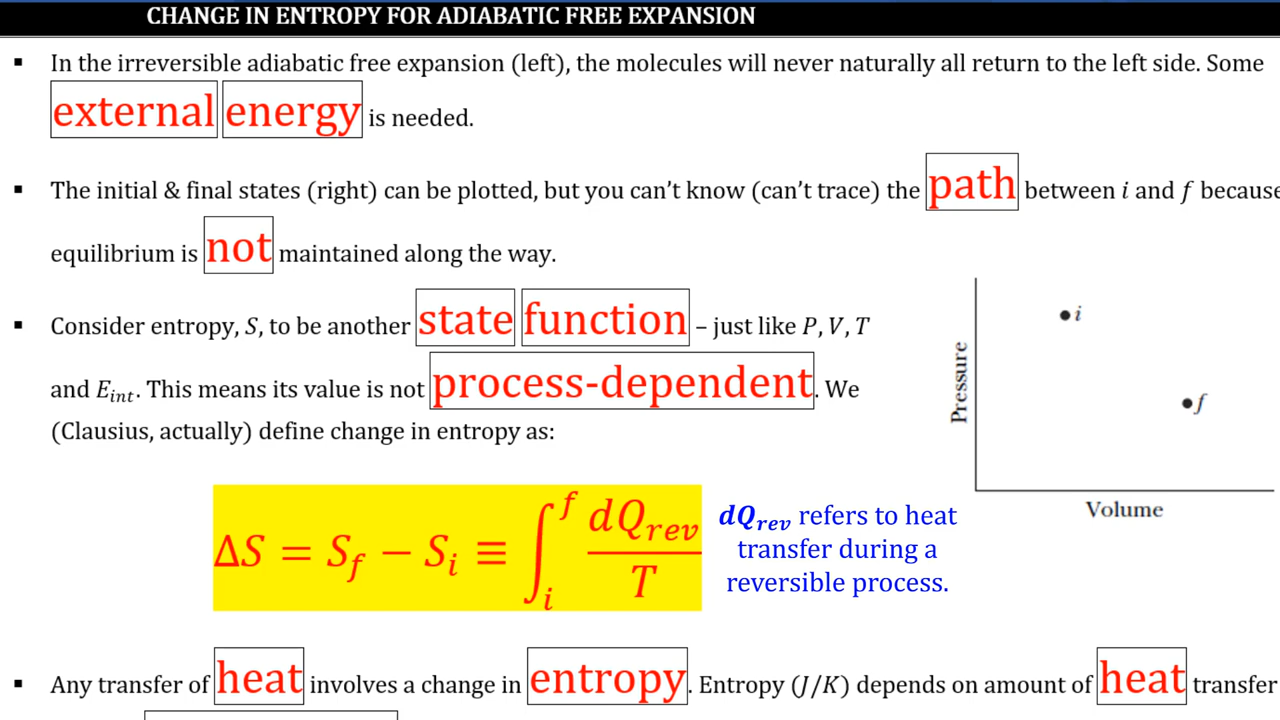 CHANGE IN ENTROPY FOR ADIABATIC FREE EXPANSION
▪ In the irreversible adiabatic free expansion (left), the molecules will never naturally all return to the left side. Some
external energy is needed.
▪ The initial & final states (right) can be plotted, but you can’t know (can’t trace) the path between i and f because
equilibrium is not maintained along the way.
▪ Consider entropy, S, to be another state function – just like P, V, T
and E_int. This means its value is not process-dependent. We
(Clausius, actually) define change in entropy as:
ΔS = S_f − S_i ≡ ∫_i^f dQ_rev / T
dQ_rev refers to heat
transfer during a
reversible process.
Pressure
i
f
Volume
▪ Any transfer of heat involves a change in entropy. Entropy (J/K) depends on amount of heat transfer